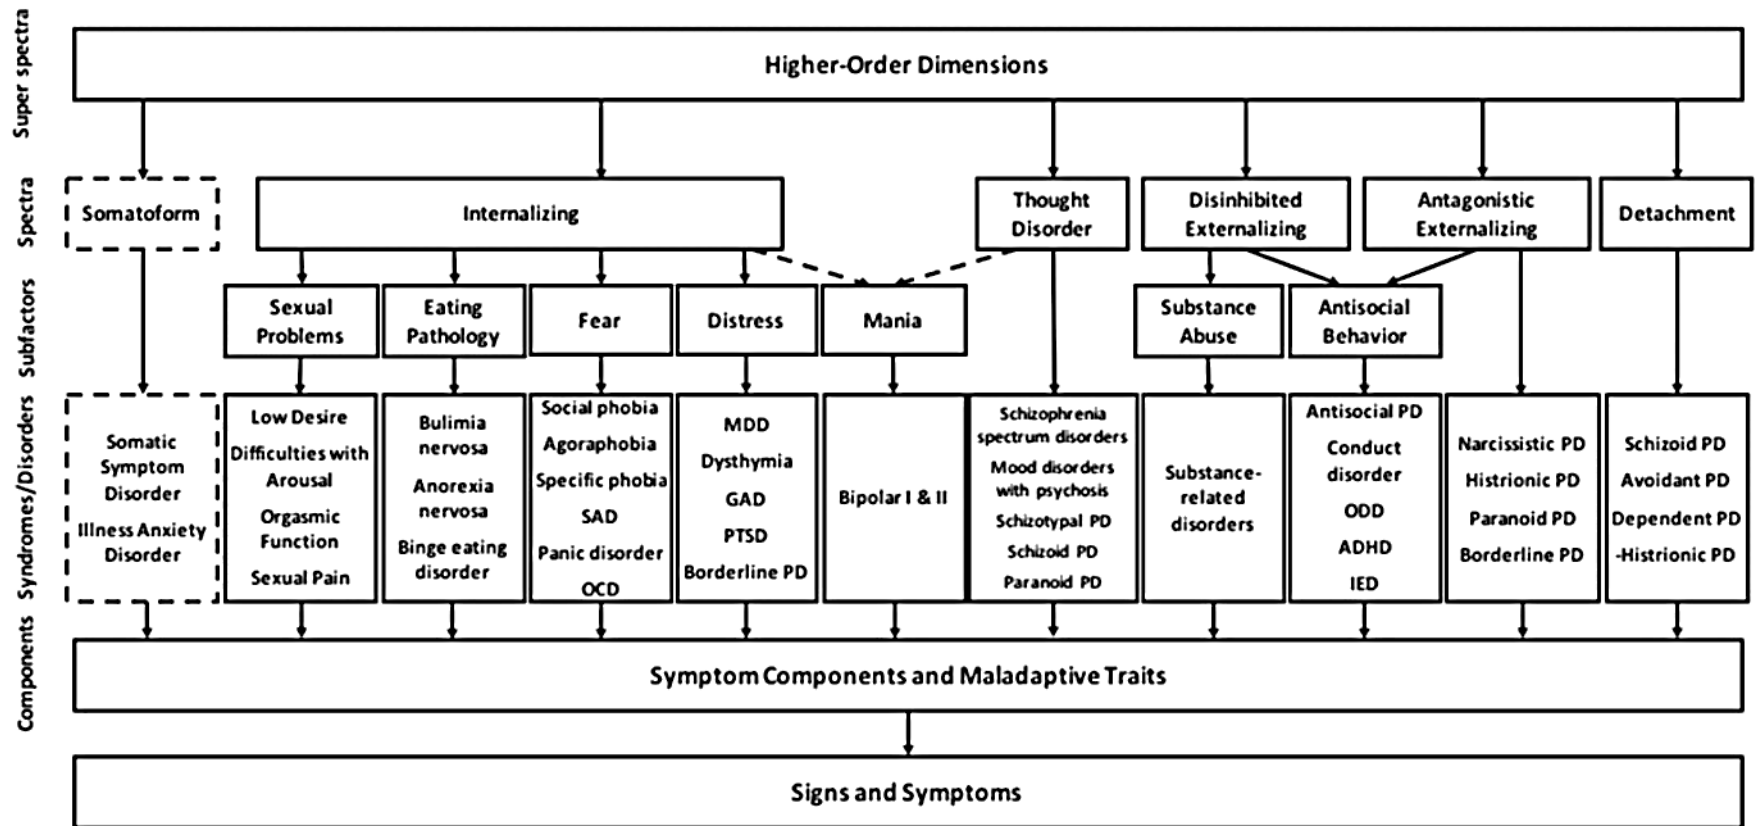 Super spectra
Higher-Order Dimensions
Spectra
Somatoform
Internalizing
Thought
Disorder
Disinhibited
Externalizing
Antagonistic
Externalizing
Detachment
Subfactors
Sexual
Problems
Eating
Pathology
Fear
Distress
Mania
Substance
Abuse
Antisocial
Behavior
Syndromes/Disorders
Somatic
Symptom
Disorder
Illness Anxiety
Disorder
Low Desire
Difficulties with
Arousal
Orgasmic
Function
Sexual Pain
Bulimia
nervosa
Anorexia
nervosa
Binge eating
disorder
Social phobia
Agoraphobia
Specific phobia
SAD
Panic disorder
OCD
MDD
Dysthymia
GAD
PTSD
Borderline PD
Bipolar I & II
Schizophrenia
spectrum disorders
Mood disorders
with psychosis
Schizotypal PD
Schizoid PD
Paranoid PD
Substance-
related
disorders
Antisocial PD
Conduct
disorder
ODD
ADHD
IED
Narcissistic PD
Histrionic PD
Paranoid PD
Borderline PD
Schizoid PD
Avoidant PD
Dependent PD
-Histrionic PD
Components
Symptom Components and Maladaptive Traits
Signs and Symptoms